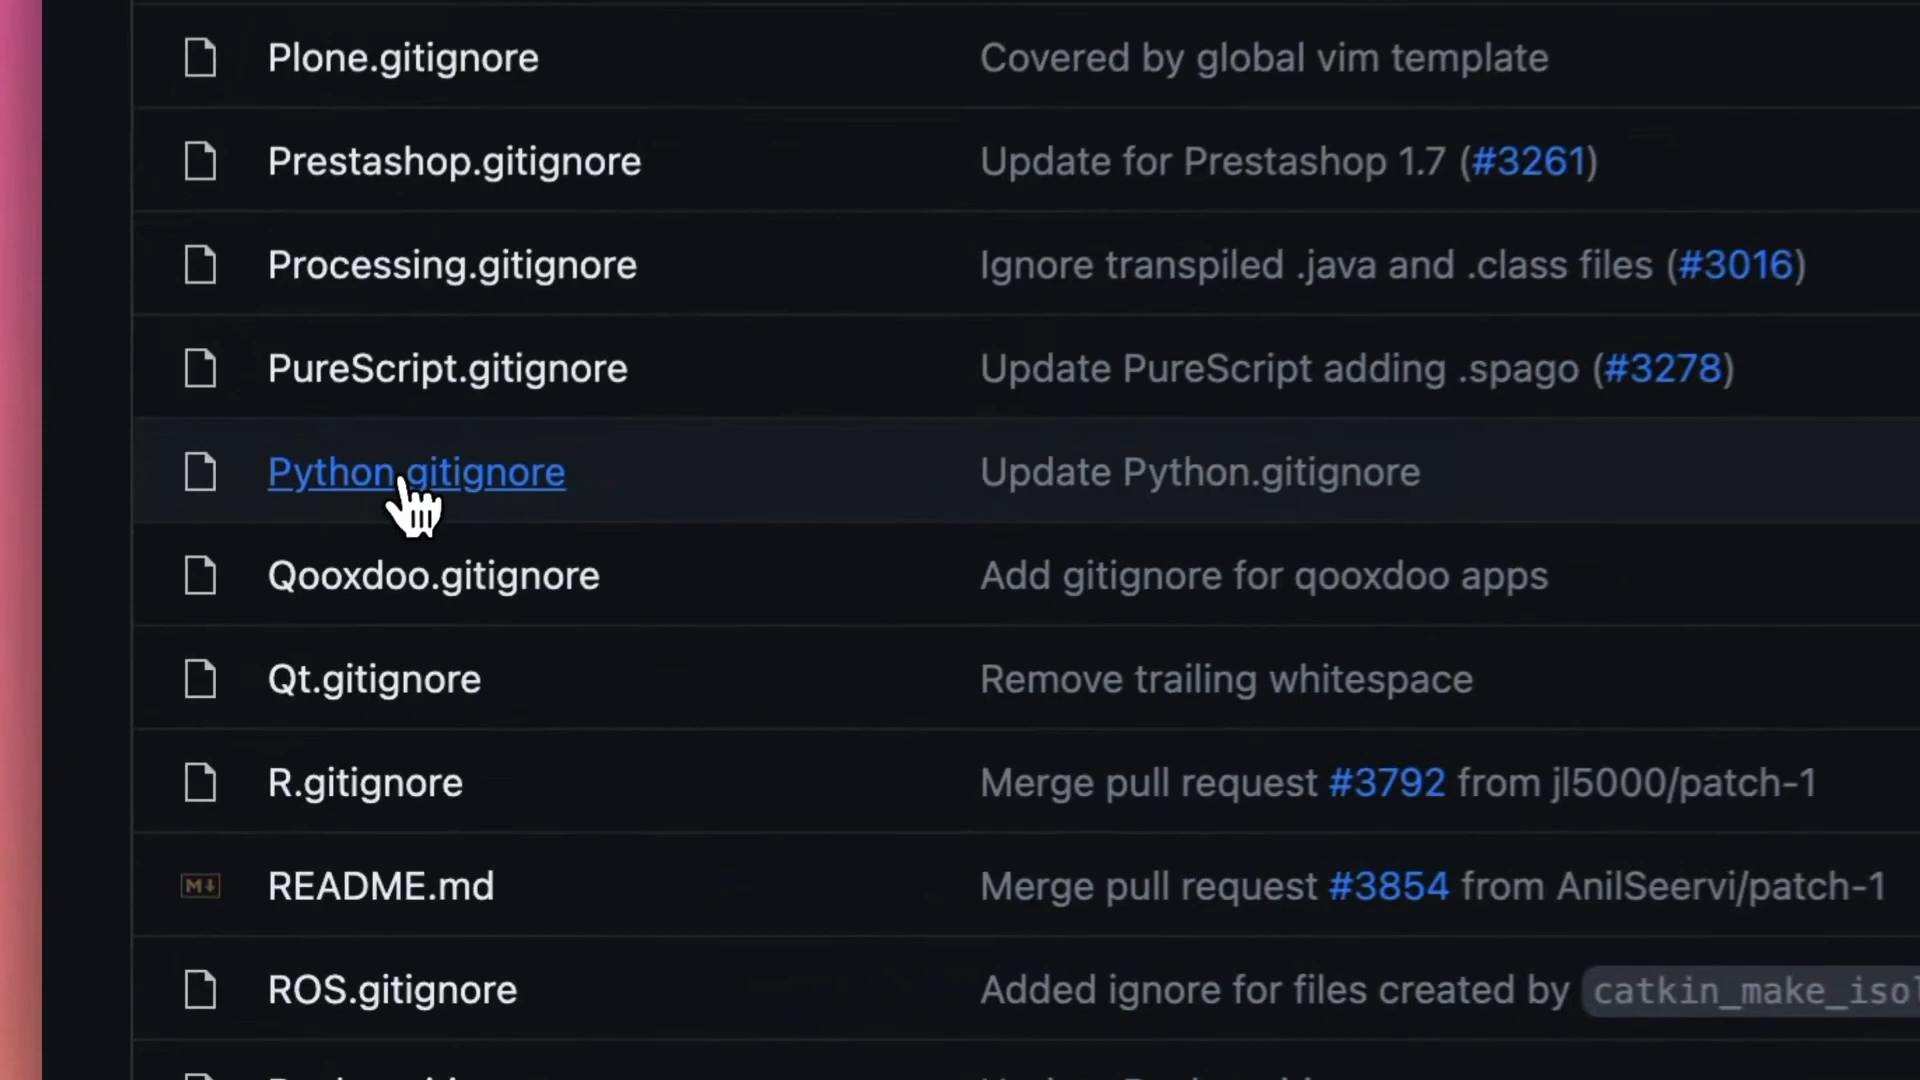 Plone.gitignore Covered by global vim template
Prestashop.gitignore Update for Prestashop 1.7 (#3261)
Processing.gitignore Ignore transpiled .java and .class files (#3016)
PureScript.gitignore Update PureScript adding .spago (#3278)
Python.gitignore Update Python.gitignore
Qooxdoo.gitignore Add gitignore for qooxdoo apps
Qt.gitignore Remove trailing whitespace
R.gitignore Merge pull request #3792 from jl5000/patch-1
M↓ README.md Merge pull request #3854 from AnilSeervi/patch-1
ROS.gitignore Added ignore for files created by catkin_make_isol